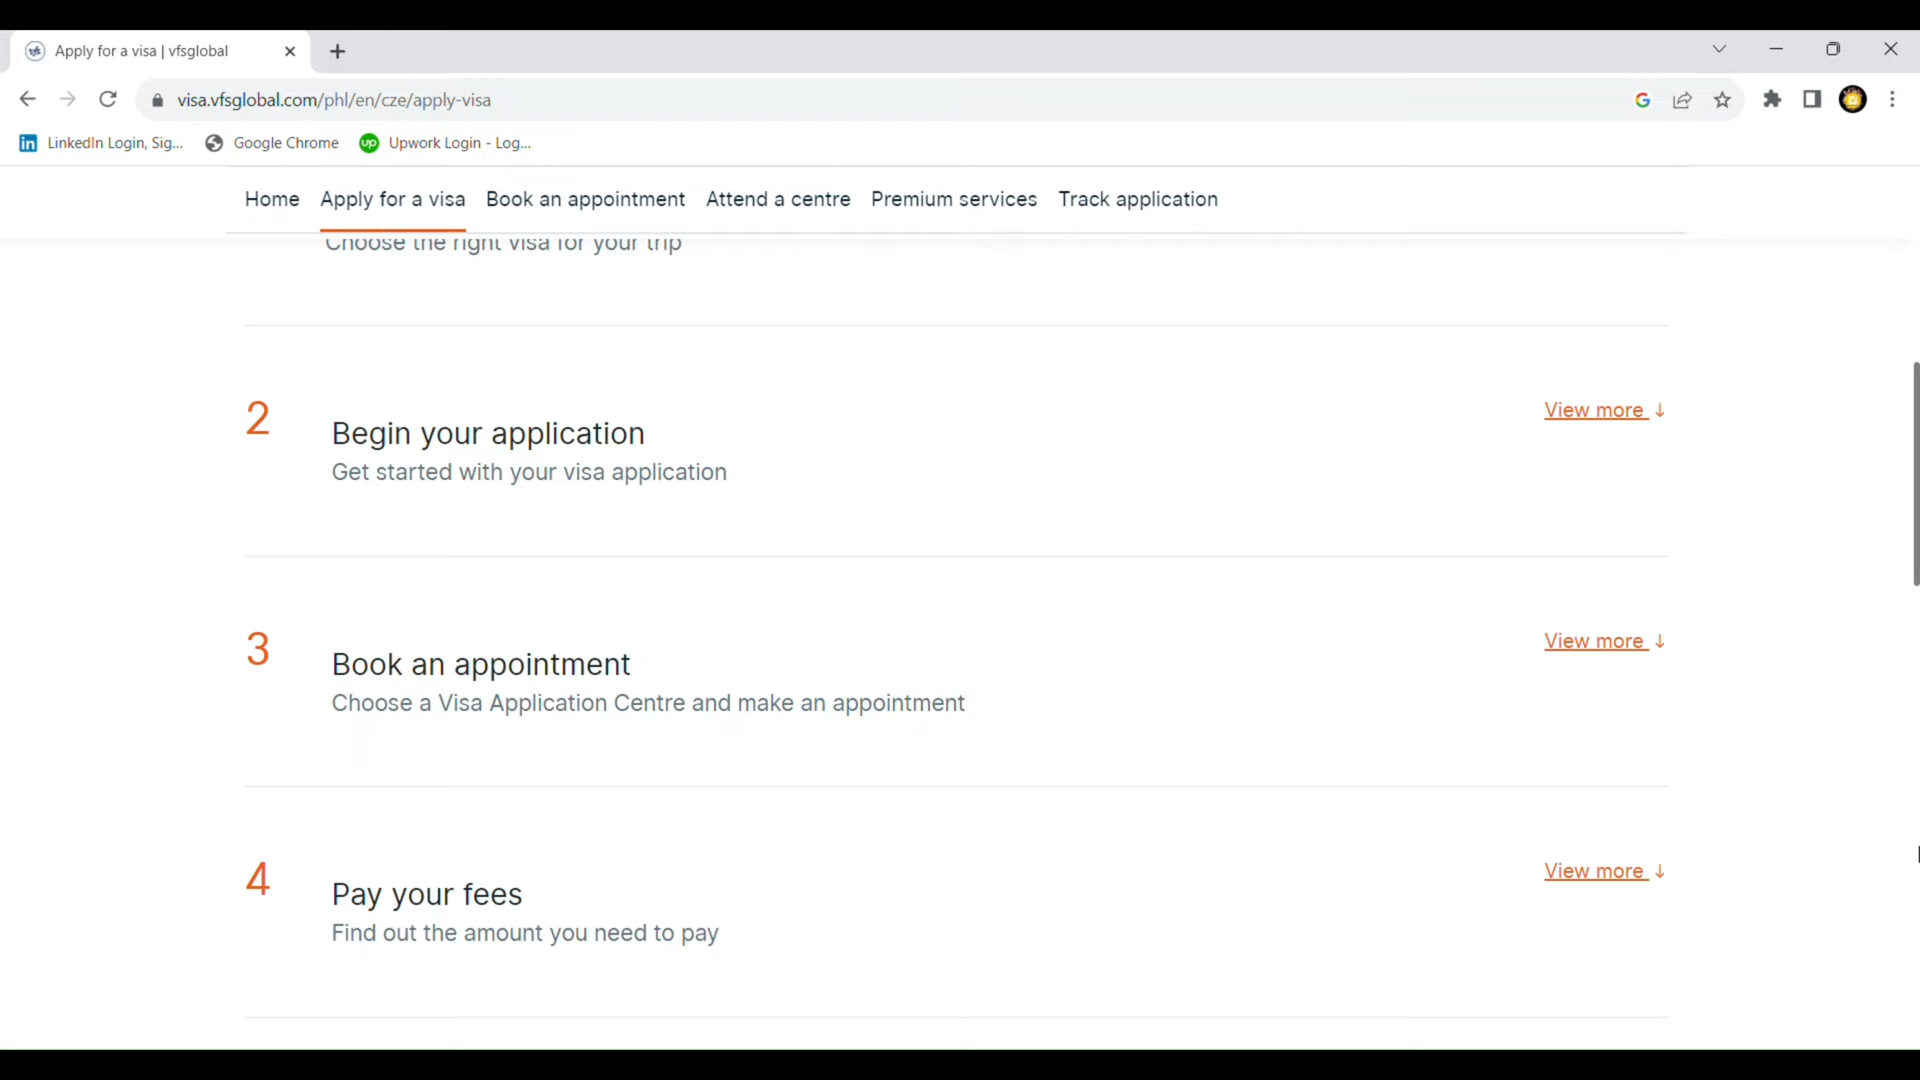 Apply for a visa | vfsglobal
visa.vfsglobal.com/phl/en/cze/apply-visa
LinkedIn Login, Sig... Google Chrome Upwork Login - Log...
Home Apply for a visa Book an appointment Attend a centre Premium services Track application
Choose the right visa for your trip
2 Begin your application View more ↓
Get started with your visa application
3 Book an appointment View more ↓
Choose a Visa Application Centre and make an appointment
4 Pay your fees View more ↓
Find out the amount you need to pay